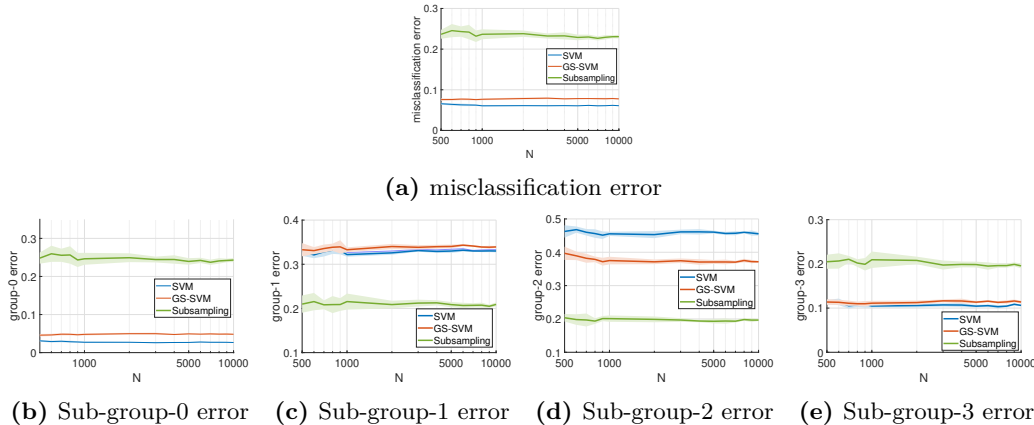 misclassification error
0.3
0.2
0.1
0
500
1000
5000
10000
N
SVM
GS-SVM
Subsampling
(a) misclassification error
group-0 error
0.3
0.2
0.1
0
1000
10000
N
SVM
GS-SVM
Subsampling
group-1 error
0.4
0.3
0.2
0.1
500
1000
5000
10000
N
SVM
GS-SVM
Subsampling
group-2 error
0.5
0.4
0.3
0.2
0.1
500
1000
5000
10000
N
SVM
GS-SVM
Subsampling
group-3 error
0.3
0.2
0.1
0
500
1000
5000
10000
N
SVM
GS-SVM
Subsampling
(b) Sub-group-0 error
(c) Sub-group-1 error
(d) Sub-group-2 error
(e) Sub-group-3 error